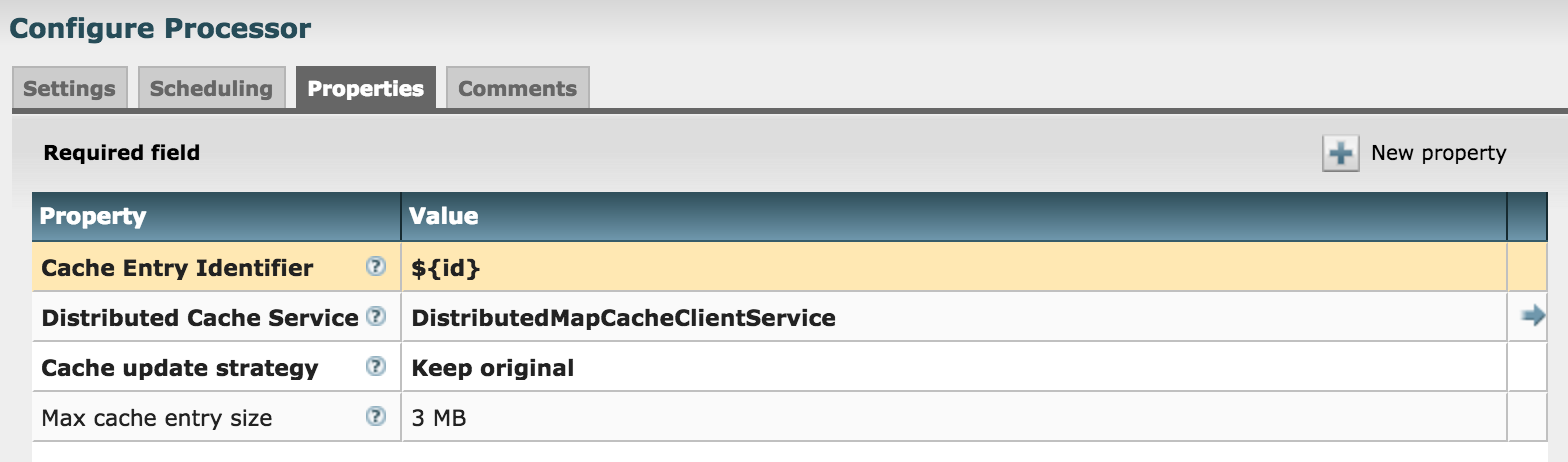 Configure Processor
Settings Scheduling Properties Comments
Required field New property
Property Value
Cache Entry Identifier ? ${id}
Distributed Cache Service ? DistributedMapCacheClientService
Cache update strategy ? Keep original
Max cache entry size ? 3 MB